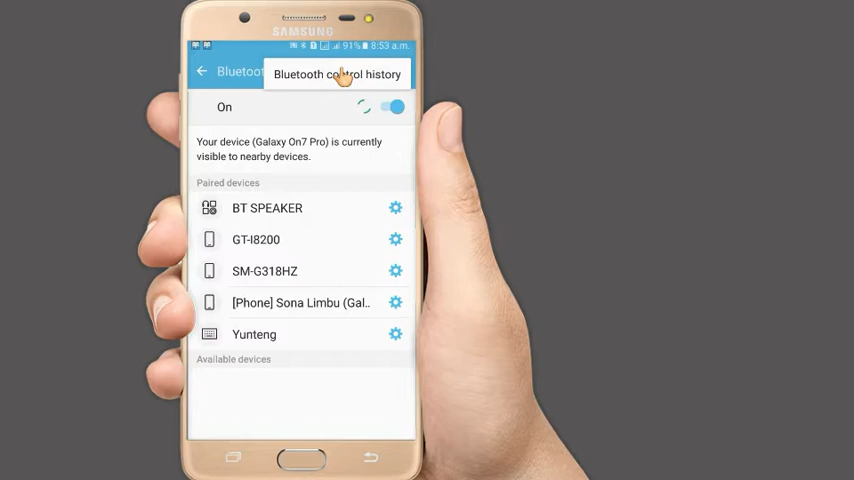 SAMSUNG
91% 8:53 a.m.
Bluetoo
Bluetooth control history
On
Your device (Galaxy On7 Pro) is currently
visible to nearby devices.
Paired devices
BT SPEAKER
GT-I8200
SM-G318HZ
[Phone] Sona Limbu (Gal..
Yunteng
Available devices